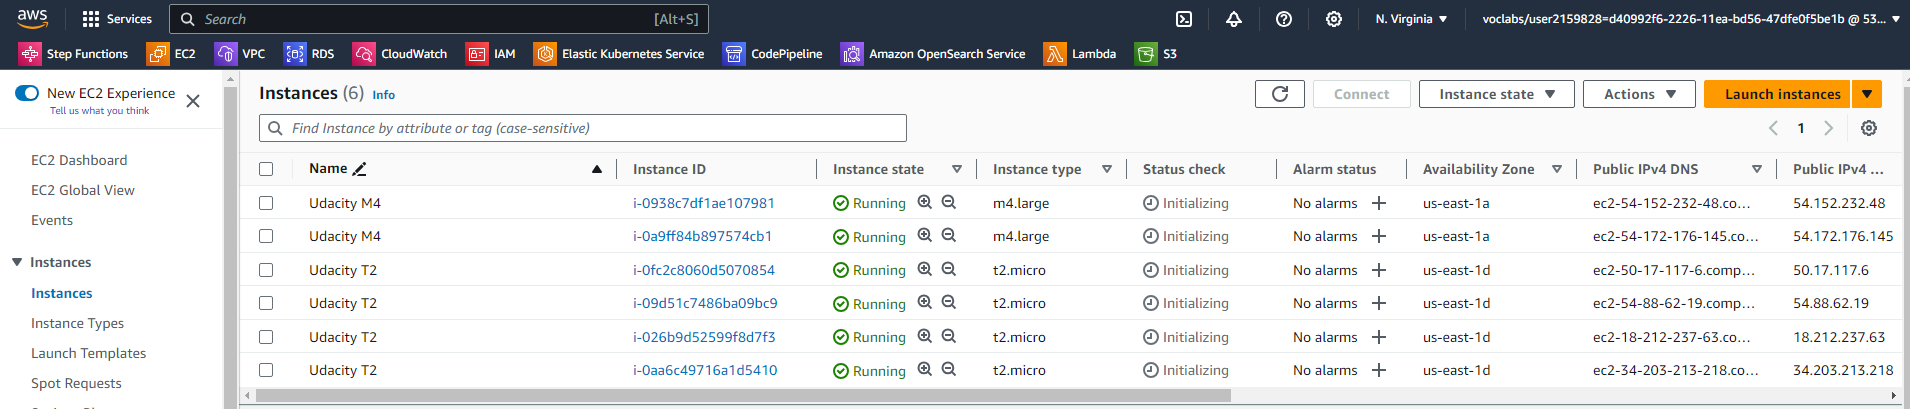 aws Services Search [Alt+S] N. Virginia voclabs/user2159828=d40992f6-2226-11ea-bd56-47dfe0f5be1b @ 53...
Step Functions EC2 VPC RDS CloudWatch IAM Elastic Kubernetes Service CodePipeline Amazon OpenSearch Service Lambda S3
New EC2 Experience
Tell us what you think
EC2 Dashboard
EC2 Global View
Events
Instances
Instances
Instance Types
Launch Templates
Spot Requests
Instances (6) Info Connect Instance state Actions Launch instances
Find Instance by attribute or tag (case-sensitive) 1
Name Instance ID Instance state Instance type Status check Alarm status Availability Zone Public IPv4 DNS Public IPv4 ...
Udacity M4 i-0938c7df1ae107981 Running m4.large Initializing No alarms + us-east-1a ec2-54-152-232-48.co... 54.152.232.48
Udacity M4 i-0a9ff84b897574cb1 Running m4.large Initializing No alarms + us-east-1a ec2-54-172-176-145.co... 54.172.176.145
Udacity T2 i-0fc2c8060d5070854 Running t2.micro Initializing No alarms + us-east-1d ec2-50-17-117-6.comp... 50.17.117.6
Udacity T2 i-09d51c7486ba09bc9 Running t2.micro Initializing No alarms + us-east-1d ec2-54-88-62-19.comp... 54.88.62.19
Udacity T2 i-026b9d52599f8d7f3 Running t2.micro Initializing No alarms + us-east-1d ec2-18-212-237-63.co... 18.212.237.63
Udacity T2 i-0aa6c49716a1d5410 Running t2.micro Initializing No alarms + us-east-1d ec2-34-203-213-218.co... 34.203.213.218